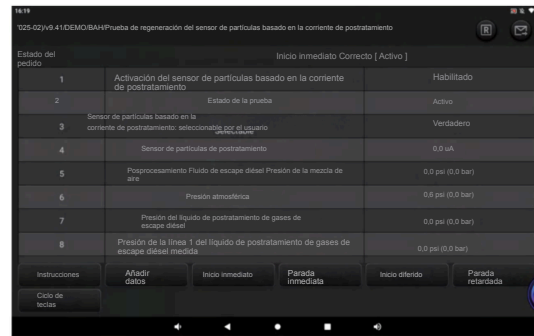 16:19
'025-02)/v9.41/DEMO/BAH/Prueba de regeneración del sensor de partículas basado en la corriente de postratamiento
R
Estado del
pedido
Inicio inmediato Correcto [ Activo ]
1
Activación del sensor de partículas basado en la corriente
de postratamiento
Habilitado
2
Estado de la prueba
Activo
3
Sensor de partículas basado en la
corriente de postratamiento: seleccionable por el usuario
Verdadero
4
Sensor de partículas de postratamiento
0,0 uA
5
Posprocesamiento Fluido de escape diésel Presión de la mezcla de
aire
0,0 psi (0,0 bar)
6
Presión atmosférica
0,6 psi (0,0 bar)
7
Presión del líquido de postratamiento de gases de
escape diésel
0,0 psi (0,0 bar)
8
Presión de la línea 1 del líquido de postratamiento de gases de
escape diésel medida
0,0 psi (0,0 bar)
Instrucciones
Añadir
datos
Inicio inmediato
Parada
inmediata
Inicio diferido
Parada
retardada
Ciclo de
teclas